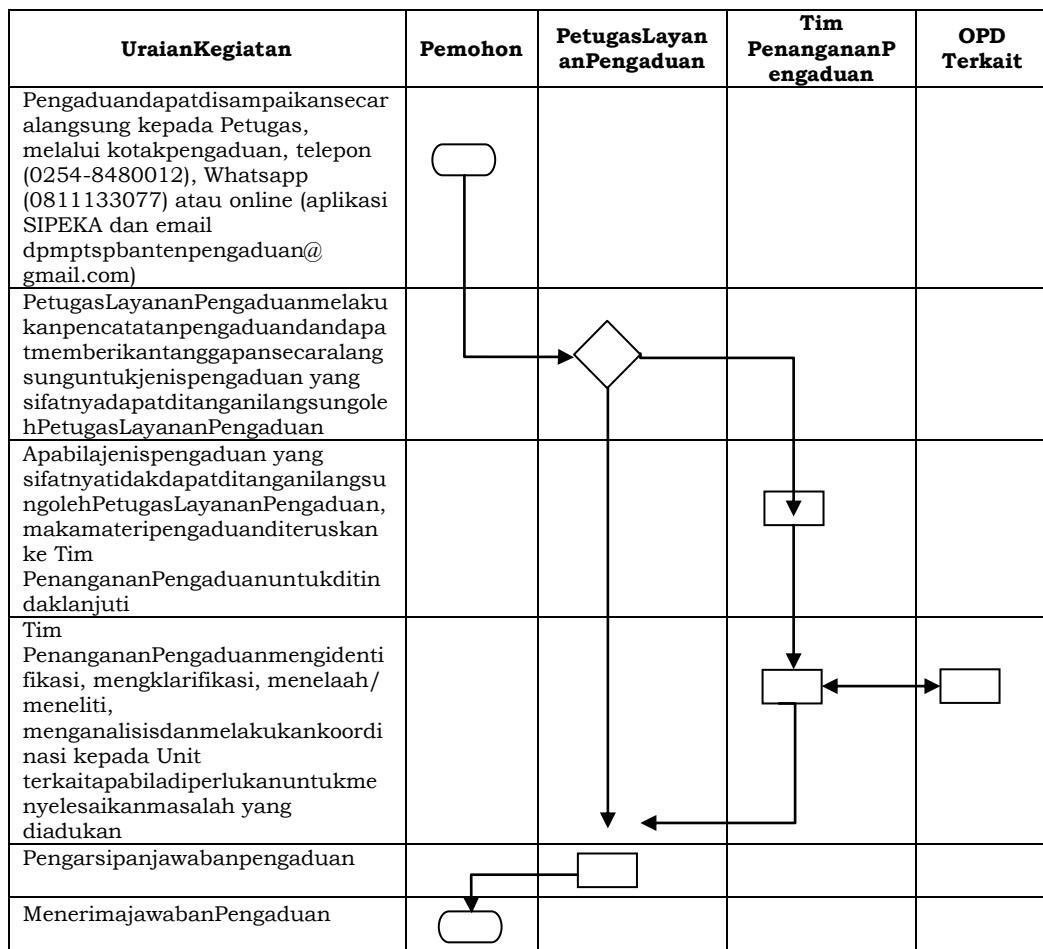 UraianKegiatan
Pemohon
PetugasLayan
anPengaduan
Tim
PenangananP
engaduan
OPD
Terkait
Pengaduandapatdisampaikansecar
alangsung kepada Petugas,
melalui kotakpengaduan, telepon
(0254-8480012), Whatsapp
(0811133077) atau online (aplikasi
SIPEKA dan email
dpmptspbantenpengaduan@
gmail.com)
PetugasLayananPengaduanmelaku
kanpencatatanpengaduandandapa
tmemberikantanggapansecaralang
sunguntukjenispengaduan yang
sifatnyadapatditanganilangsungole
hPetugasLayananPengaduan
Apabilajenispengaduan yang
sifatnyatidakdapatditanganilangsu
ngolehPetugasLayananPengaduan,
makamateripengaduanditeruskan
ke Tim
PenangananPengaduanuntukditin
daklanjuti
Tim
PenangananPengaduanmengidenti
fikasi, mengklarifikasi, menelaah/
meneliti,
menganalisisdanmelakukankoordi
nasi kepada Unit
terkaitapabiladiperlukanuntukme
nyelesaikanmasalah yang
diadukan
Pengarsipanjawabanpengaduan
MenerimajawabanPengaduan